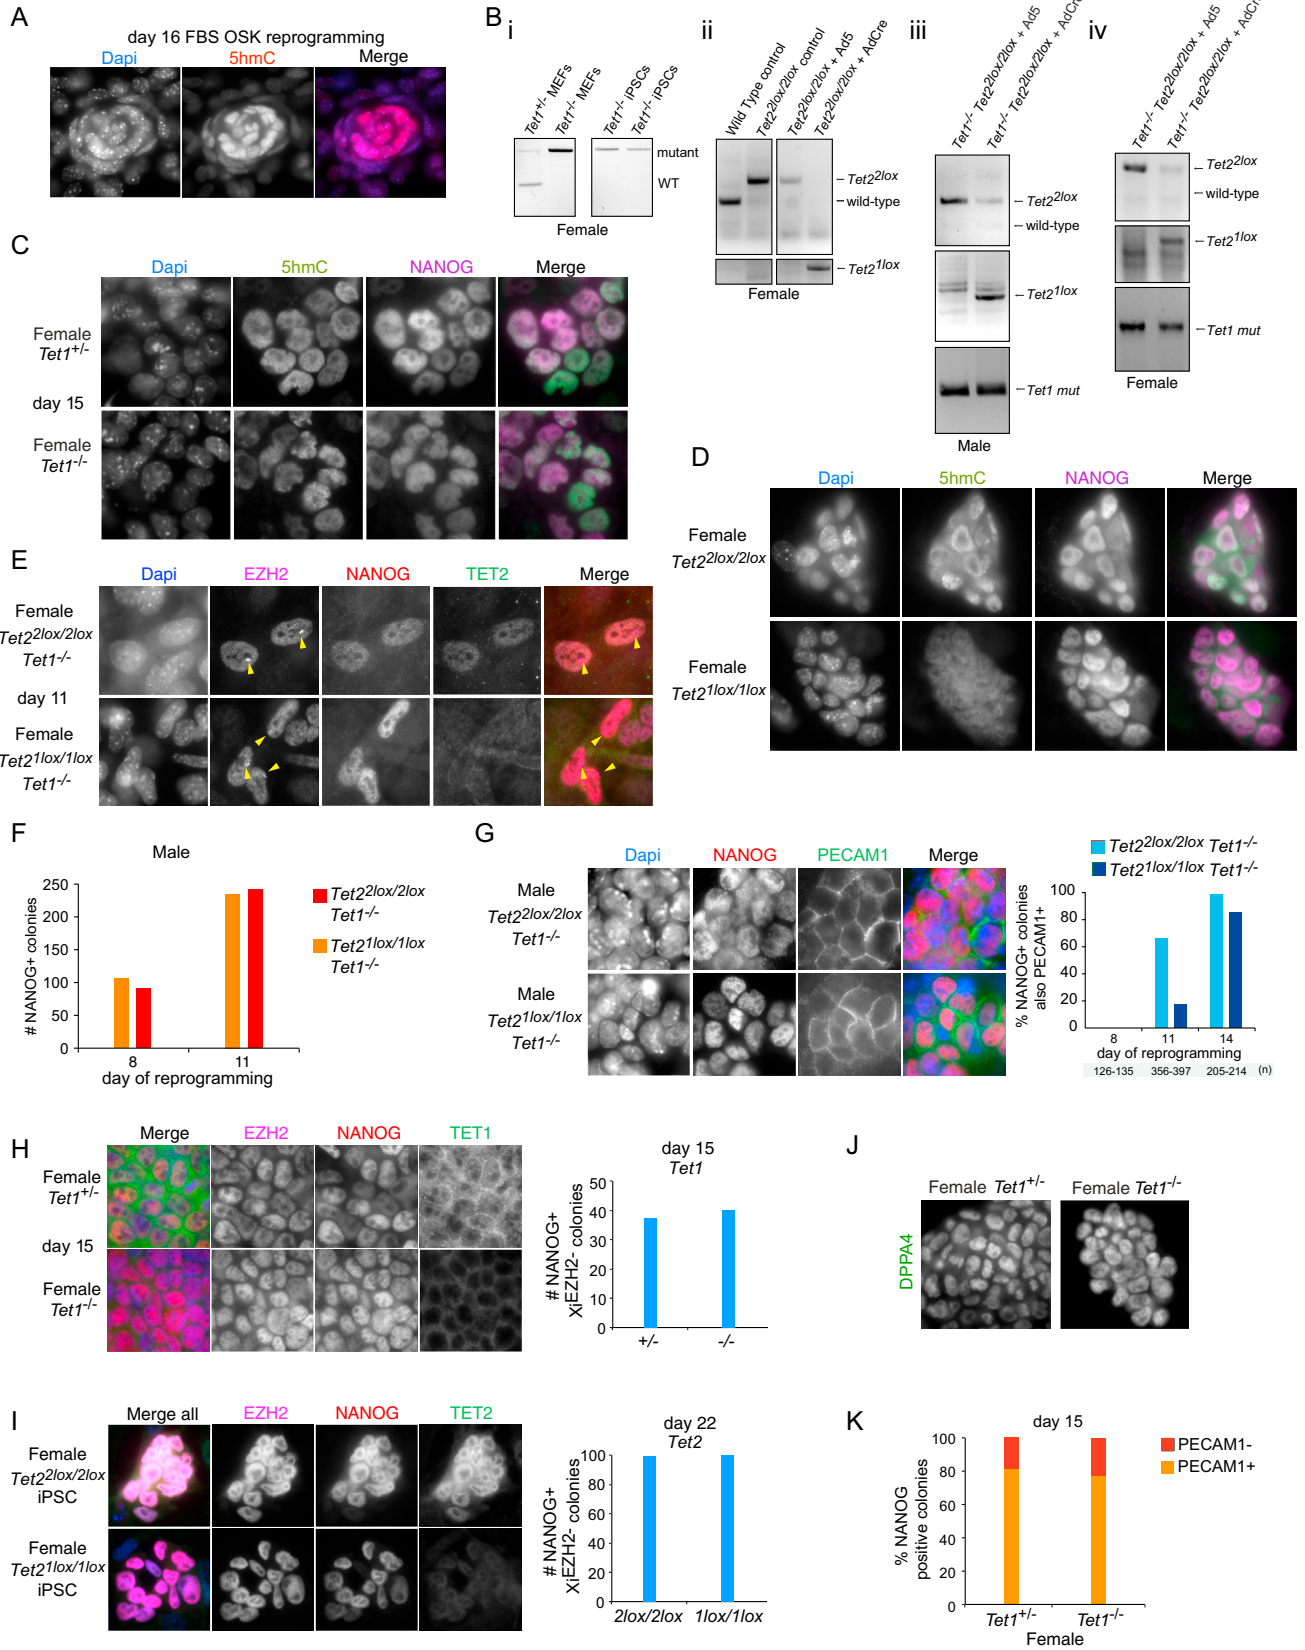 A
day 16 FBS OSK reprogramming
Dapi 5hmC Merge
B
i
Tet1+/- MEFs
Tet1-/- MEFs
Tet1-/- iPSCs
Tet1-/- iPSCs
mutant
WT
Female
ii
Wild Type control
Tet2 2lox/2lox control
Tet2 2lox/2lox + Ad5
Tet2 2lox/2lox + AdCre
Tet2 2lox
wild-type
Tet2 1lox
Female
iii
Tet1-/- Tet2 2lox/2lox + Ad5
Tet1-/- Tet2 2lox/2lox + AdCre
Tet2 2lox
wild-type
Tet2 1lox
Tet1 mut
Male
iv
Tet1-/- Tet2 2lox/2lox + Ad5
Tet1-/- Tet2 2lox/2lox + AdCre
Tet2 2lox
wild-type
Tet2 1lox
Tet1 mut
Female
C
Dapi 5hmC NANOG Merge
Female
Tet1+/-
day 15
Female
Tet1-/-
D
Dapi 5hmC NANOG Merge
Female
Tet2 2lox/2lox
Female
Tet2 1lox/1lox
E
Dapi EZH2 NANOG TET2 Merge
Female
Tet2 2lox/2lox
Tet1-/-
day 11
Female
Tet2 1lox/1lox
Tet1-/-
F
Male
# NANOG+ colonies
250
200
150
100
50
0
8 11
day of reprogramming
Tet2 2lox/2lox
Tet1-/-
Tet2 1lox/1lox
Tet1-/-
G
Dapi NANOG PECAM1 Merge
Male
Tet2 2lox/2lox
Tet1-/-
Male
Tet2 1lox/1lox
Tet1-/-
Tet2 2lox/2lox Tet1-/-
Tet2 1lox/1lox Tet1-/-
% NANOG+ colonies
also PECAM1+
100
80
60
40
20
0
8 11 14
day of reprogramming
126-135 356-397 205-214 (n)
H
Merge EZH2 NANOG TET1
Female
Tet1+/-
day 15
Female
Tet1-/-
day 15
Tet1
# NANOG+
XiEZH2- colonies
50
40
30
20
10
0
+/- -/-
J
Female Tet1+/- Female Tet1-/-
DPPA4
I
Merge all EZH2 NANOG TET2
Female
Tet2 2lox/2lox
iPSC
Female
Tet2 1lox/1lox
iPSC
day 22
Tet2
# NANOG+
XiEZH2- colonies
100
80
60
40
20
0
2lox/2lox 1lox/1lox
K
day 15
% NANOG
positive colonies
100
80
60
40
20
0
Tet1+/- Tet1-/-
Female
PECAM1-
PECAM1+